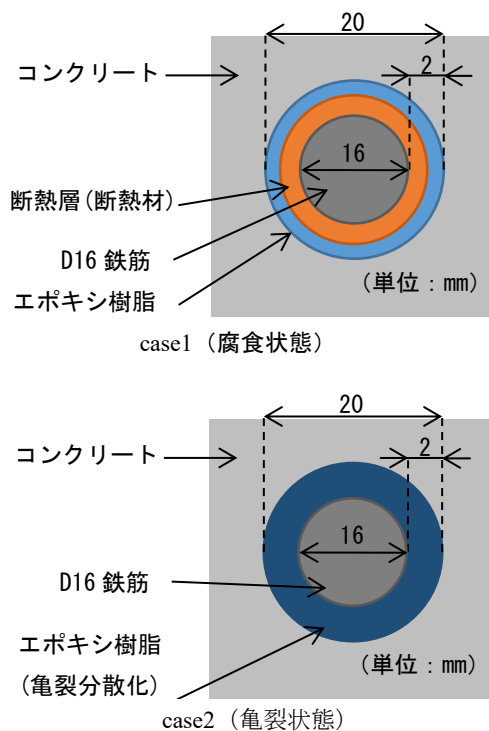 20
コンクリート
2
16
断熱層(断熱材)
D16 鉄筋
エポキシ樹脂
(単位：㎜)
case1（腐食状態）
20
コンクリート
2
16
D16 鉄筋
エポキシ樹脂
(亀裂分散化)
(単位：㎜)
case2（亀裂状態）